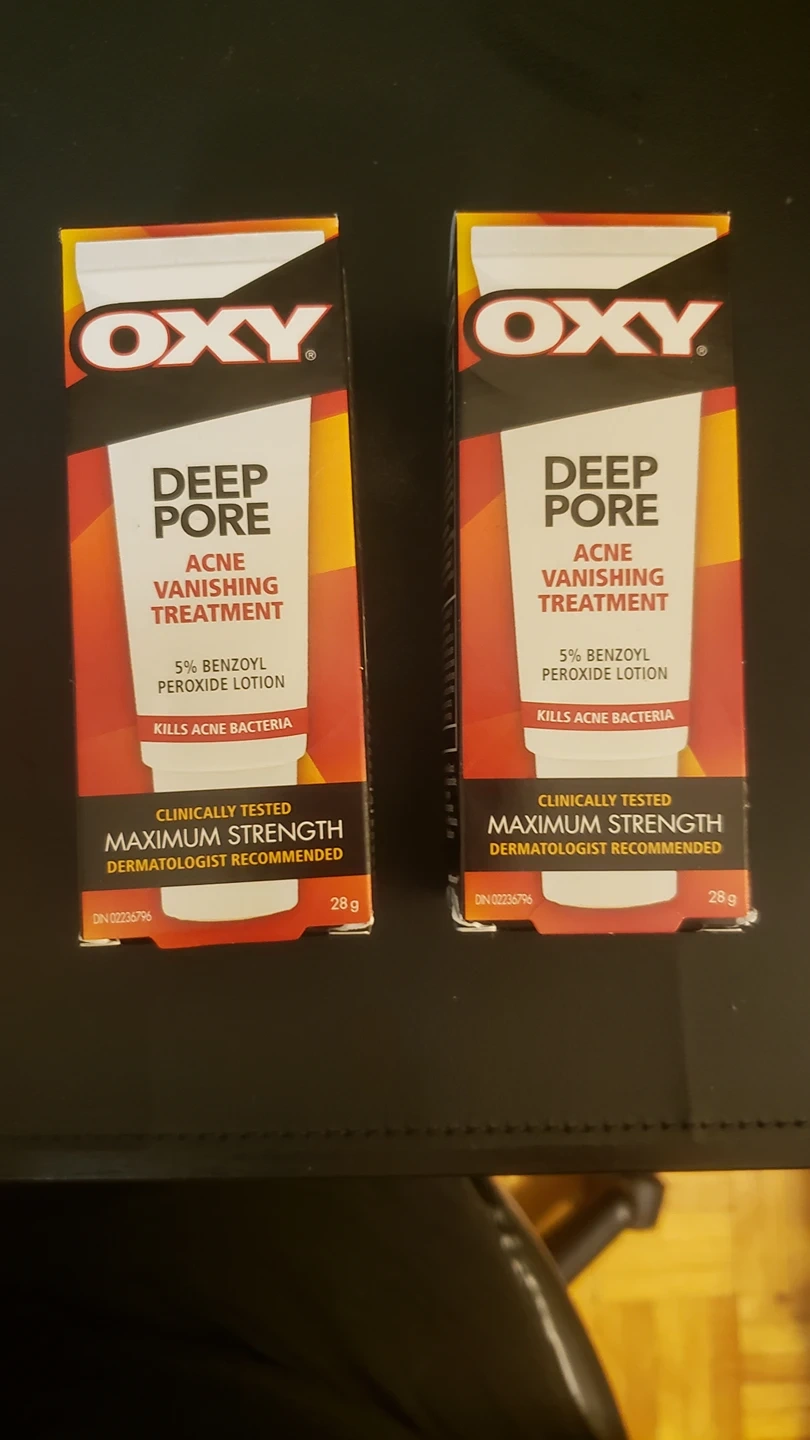 OXY®
DEEP
PORE
ACNE
VANISHING
TREATMENT
5% BENZOYL
PEROXIDE LOTION
KILLS ACNE BACTERIA
CLINICALLY TESTED
MAXIMUM STRENGTH
DERMATOLOGIST RECOMMENDED
DIN 02236796
28 g
OXY®
DEEP
PORE
ACNE
VANISHING
TREATMENT
5% BENZOYL
PEROXIDE LOTION
KILLS ACNE BACTERIA
CLINICALLY TESTED
MAXIMUM STRENGTH
DERMATOLOGIST RECOMMENDED
DIN 02236796
28 g